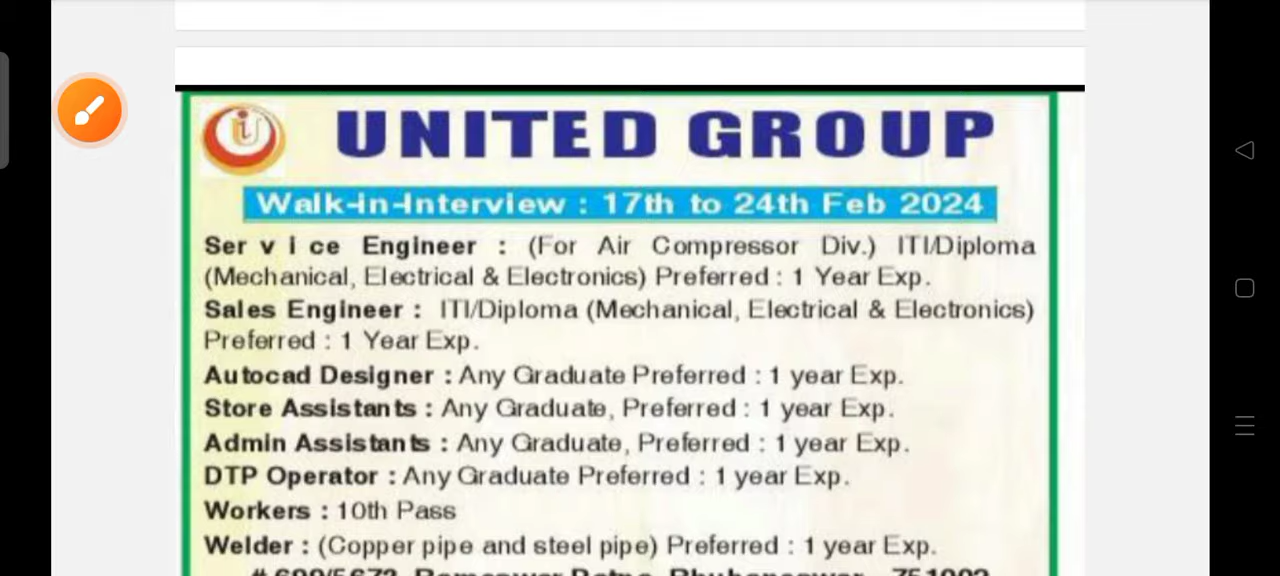 UNITED GROUP
Walk-in-Interview : 17th to 24th Feb 2024
Ser v i ce Engineer : (For Air Compressor Div.) ITI/Diploma
(Mechanical, Electrical & Electronics) Preferred : 1 Year Exp.
Sales Engineer : ITI/Diploma (Mechanical, Electrical & Electronics)
Preferred : 1 Year Exp.
Autocad Designer : Any Graduate Preferred : 1 year Exp.
Store Assistants : Any Graduate, Preferred : 1 year Exp.
Admin Assistants : Any Graduate, Preferred : 1 year Exp.
DTP Operator : Any Graduate Preferred : 1 year Exp.
Workers : 10th Pass
Welder : (Copper pipe and steel pipe) Preferred : 1 year Exp.